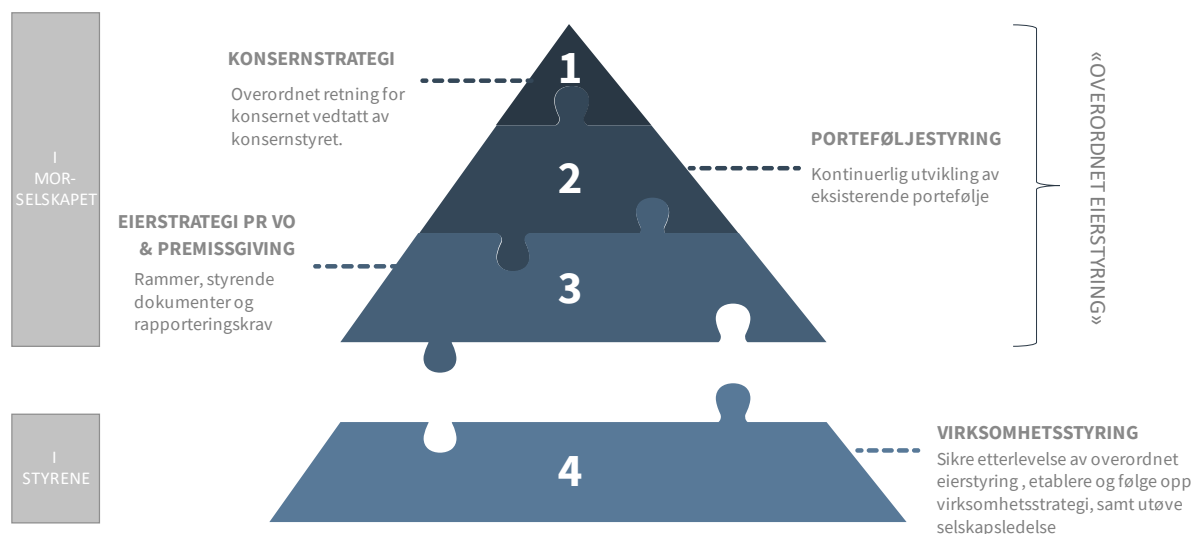 I
MOR-
SELSKAPET
KONSERNSTRATEGI
Overordnet retning for
konsernet vedtatt av
konsernstyret.
1
2
PORTEFØLJESTYRING
Kontinuerlig utvikling av
eksisterende portefølje
EIERSTRATEGI PR VO
& PREMISSGIVING
Rammer, styrende
dokumenter og
rapporteringskrav
3
«OVERORDNET EIERSTYRING»
I
STYRENE
4
VIRKSOMHETSSTYRING
Sikre etterlevelse av overordnet
eierstyring , etablere og følge opp
virksomhetsstrategi, samt utøve
selskapsledelse